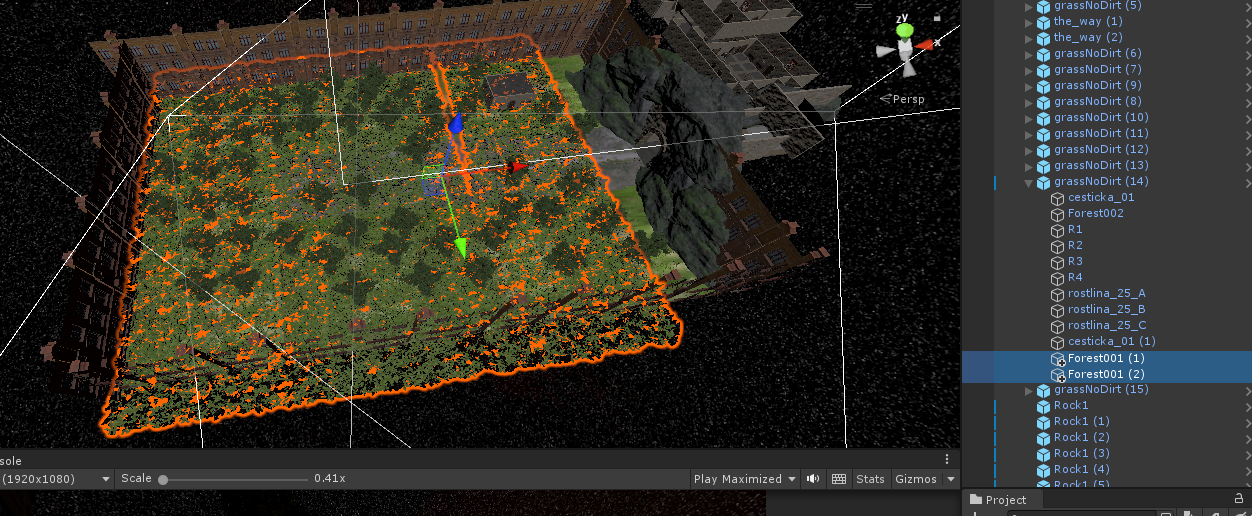 zy
x
Persp
sole
(1920x1080)
Scale
0.41x
Play Maximized
Stats
Gizmos
grassNoDirt (5)
the_way (1)
the_way (2)
grassNoDirt (6)
grassNoDirt (7)
grassNoDirt (9)
grassNoDirt (8)
grassNoDirt (10)
grassNoDirt (11)
grassNoDirt (12)
grassNoDirt (13)
grassNoDirt (14)
cesticka_01
Forest002
R1
R2
R3
R4
rostlina_25_A
rostlina_25_B
rostlina_25_C
cesticka_01 (1)
Forest001 (1)
Forest001 (2)
grassNoDirt (15)
Rock1
Rock1 (1)
Rock1 (2)
Rock1 (3)
Rock1 (4)
Rock1 (5)
Project